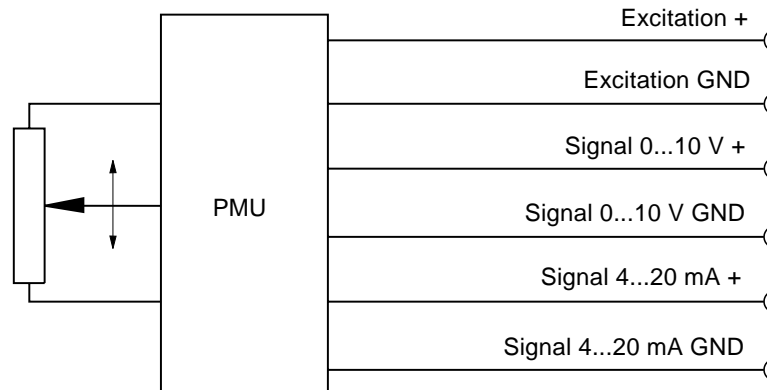 Excitation +
Excitation GND
Signal 0...10 V +
PMU
Signal 0...10 V GND
Signal 4...20 mA +
Signal 4...20 mA GND